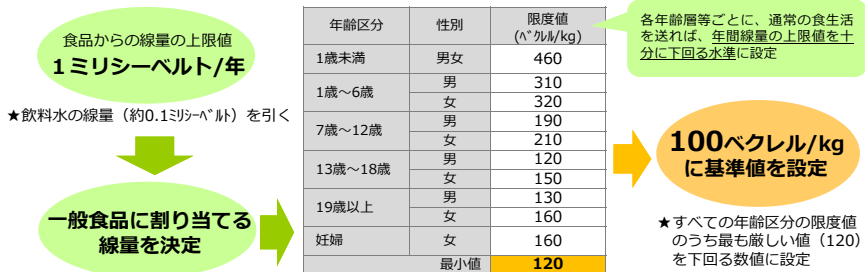 食品からの線量の上限値
1ミリシーベルト/年
★飲料水の線量(約0.1ミリシーベルト)を引く
一般食品に割り当てる
線量を決定
年齢区分 性別 限度値
(ベクレル/kg)
1歳未満 男女 460
1歳~6歳 男 310
女 320
7歳~12歳 男 190
女 210
13歳~18歳 男 120
女 150
19歳以上 男 130
女 160
妊婦 女 160
最小値 120
各年齢層等ごとに、通常の食生活
を送れば、年間線量の上限値を十
分に下回る水準に設定
100ベクレル/kg
に基準値を設定
★すべての年齢区分の限度値
のうち最も厳しい値(120)
を下回る数値に設定